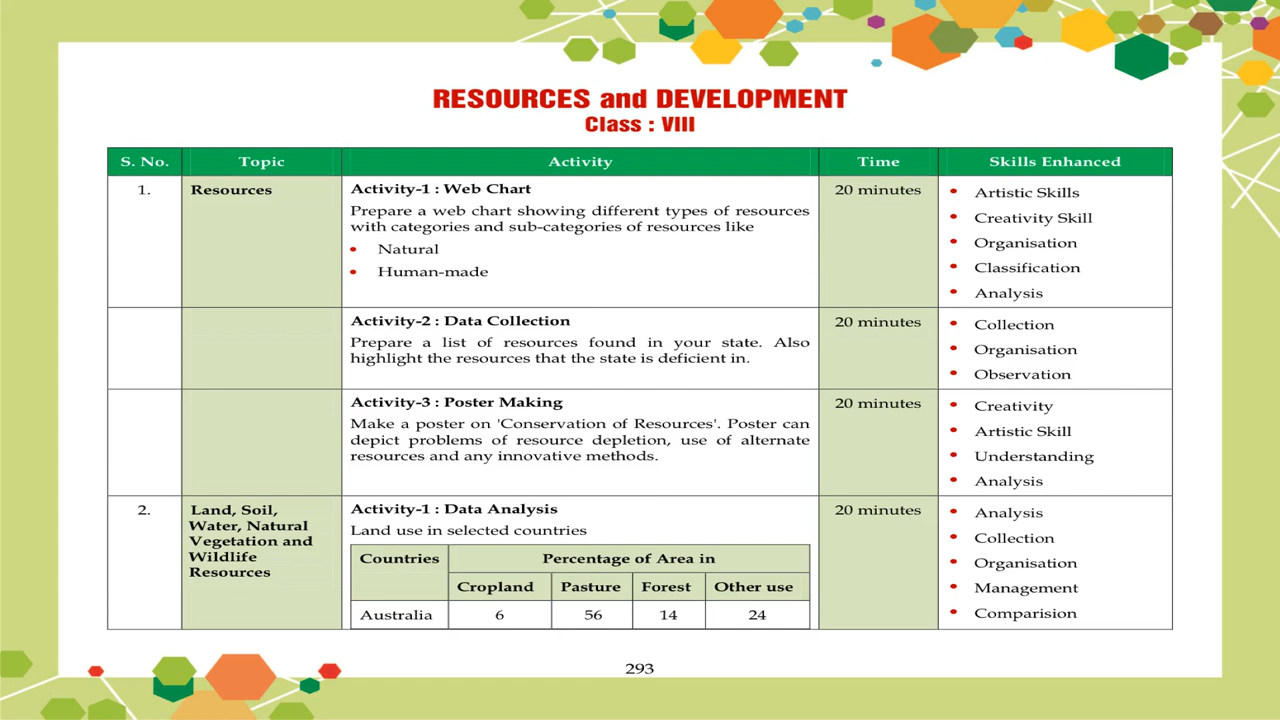 RESOURCES and DEVELOPMENT
Class : VIII
S. No. Topic Activity Time Skills Enhanced
1. Resources
Activity-1 : Web Chart
Prepare a web chart showing different types of resources
with categories and sub-categories of resources like
• Natural
• Human-made
20 minutes
• Artistic Skills
• Creativity Skill
• Organisation
• Classification
• Analysis
Activity-2 : Data Collection
Prepare a list of resources found in your state. Also
highlight the resources that the state is deficient in.
20 minutes
• Collection
• Organisation
• Observation
Activity-3 : Poster Making
Make a poster on 'Conservation of Resources'. Poster can
depict problems of resource depletion, use of alternate
resources and any innovative methods.
20 minutes
• Creativity
• Artistic Skill
• Understanding
• Analysis
2. Land, Soil,
Water, Natural
Vegetation and
Wildlife
Resources
Activity-1 : Data Analysis
Land use in selected countries
Countries Percentage of Area in
Cropland Pasture Forest Other use
Australia 6 56 14 24
20 minutes
• Analysis
• Collection
• Organisation
• Management
• Comparision
293